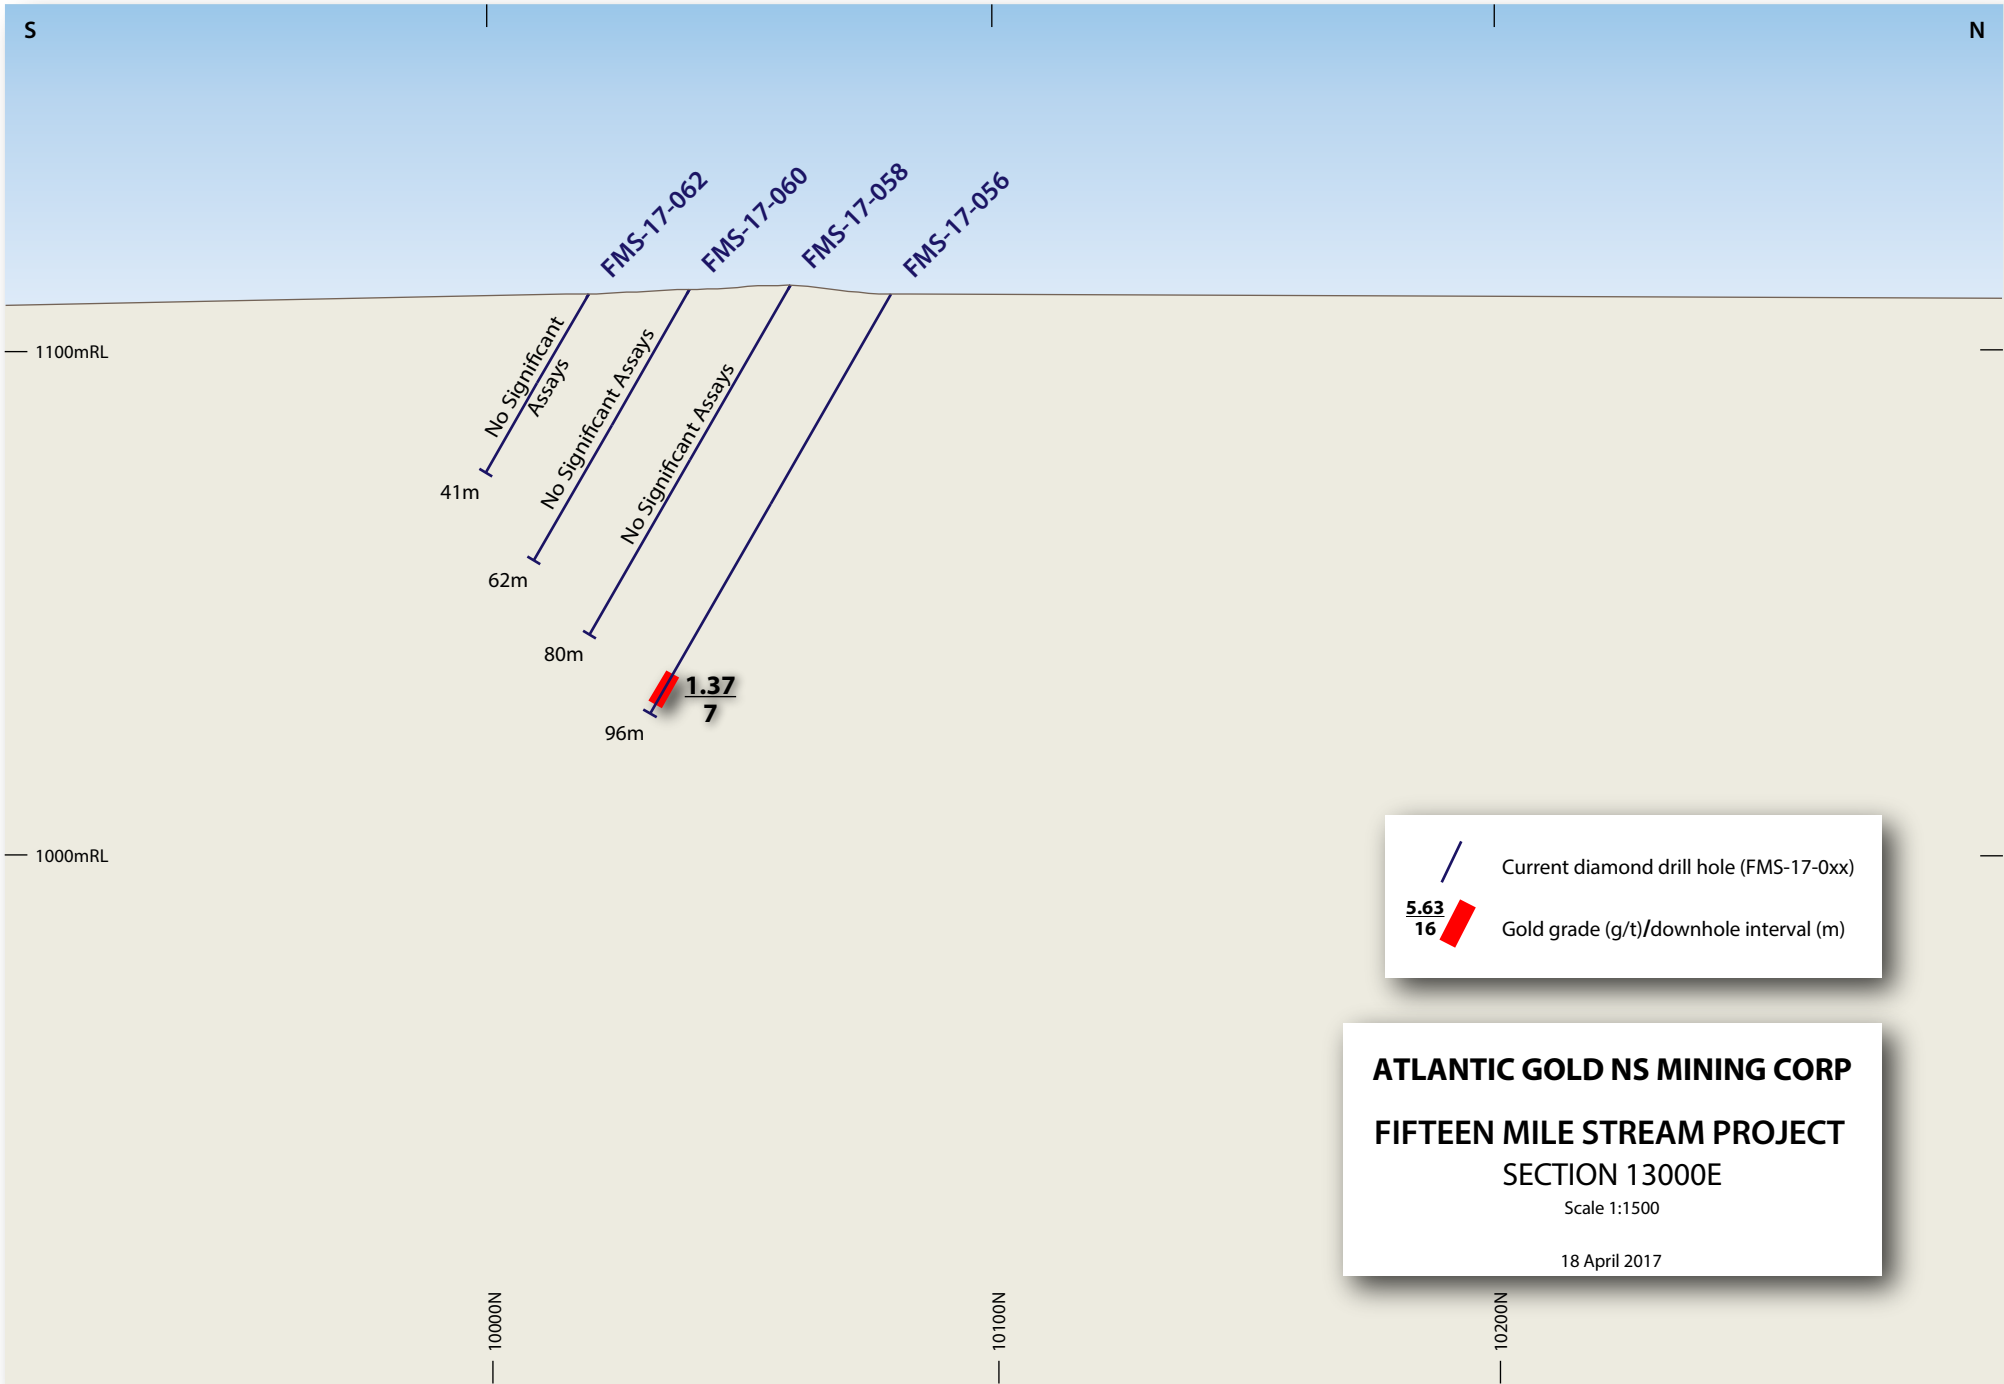 S
N
FMS-17-062
FMS-17-060
FMS-17-058
FMS-17-056
1100mRL
No Significant
Assays
No Significant Assays
No Significant Assays
41m
62m
80m
1.37
7
96m
1000mRL
Current diamond drill hole (FMS-17-0xx)
5.63
16
Gold grade (g/t)/downhole interval (m)
ATLANTIC GOLD NS MINING CORP
FIFTEEN MILE STREAM PROJECT
SECTION 13000E
Scale 1:1500
18 April 2017
10000N
10100N
10200N